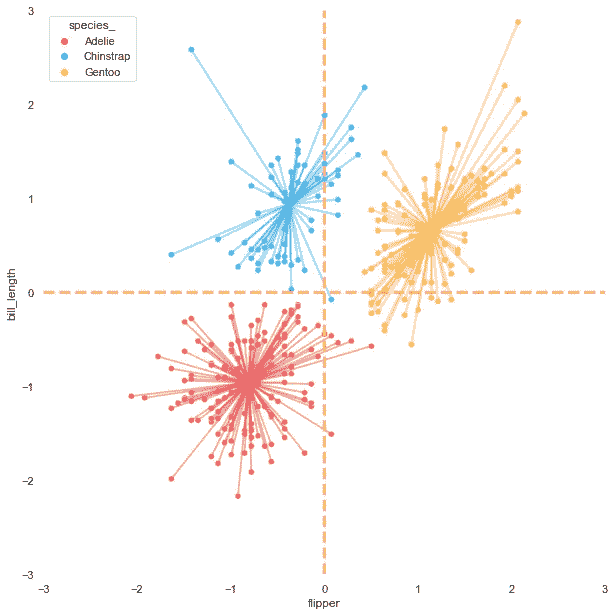 3
species_
Adelie
Chinstrap
Gentoo
2
1
bill_length
0
−1
−2
−3
−3
−2
−1
0
1
2
3
flipper